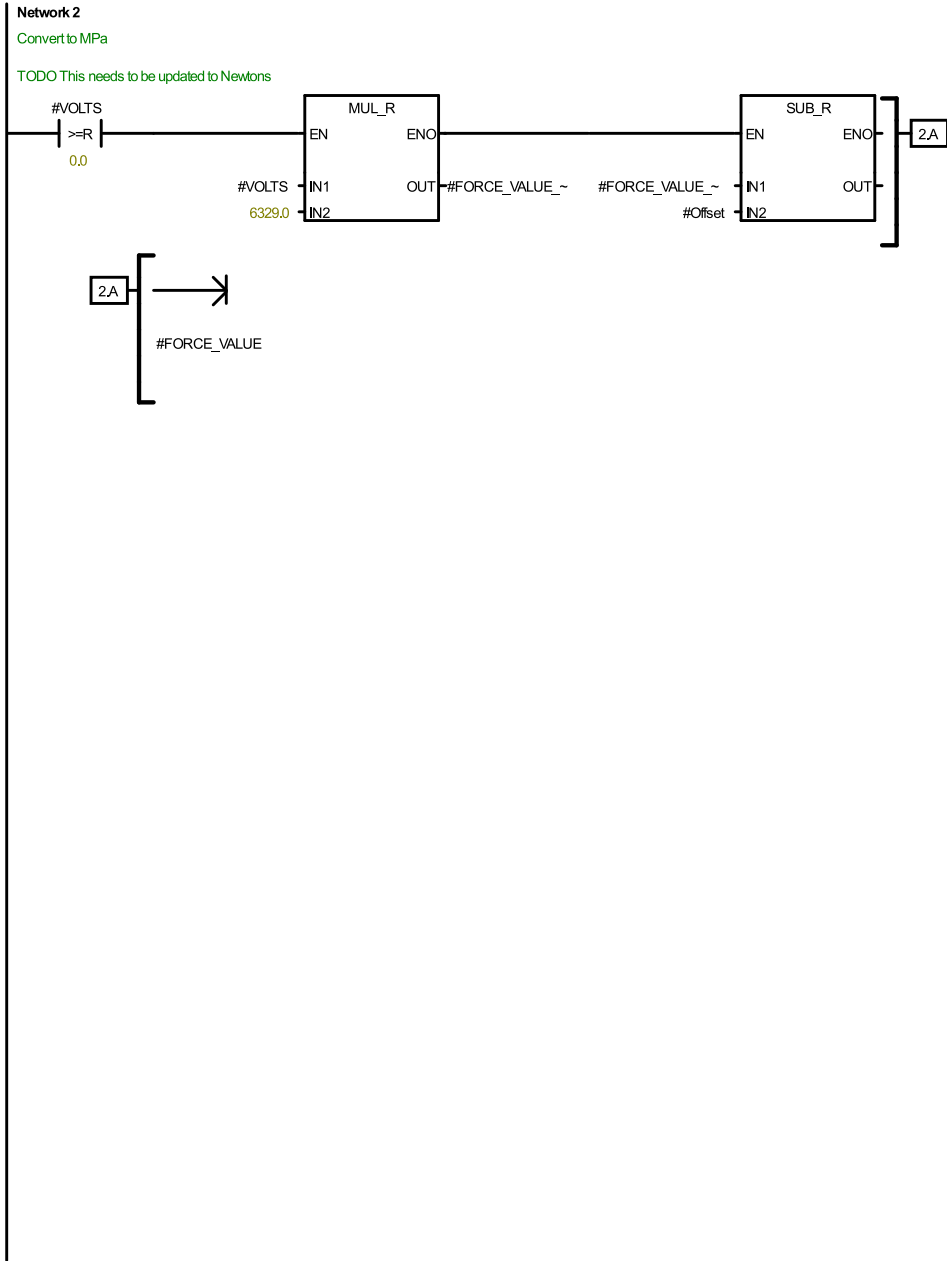 Network 2
Convert to MPa
TODO This needs to be updated to Newtons
#VOLTS
>=R
0.0
MUL_R
EN ENO
#VOLTS IN1 OUT #FORCE_VALUE_~
6329.0 IN2
SUB_R
EN ENO
#FORCE_VALUE_~ IN1 OUT
#Offset IN2
2.A
2.A
#FORCE_VALUE